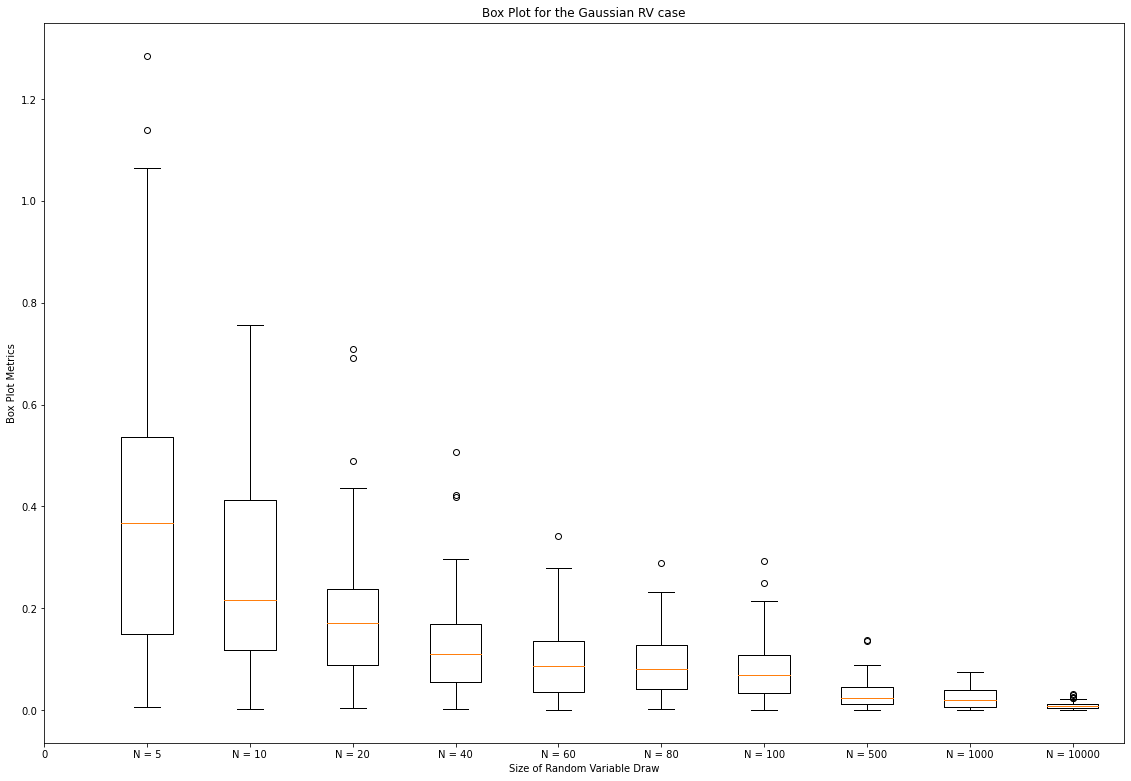 Box Plot for the Gaussian RV case
1.2
1.0
0.8
0.6
0.4
0.2
0.0
Box Plot Metrics
0 N = 5 N = 10 N = 20 N = 40 N = 60 N = 80 N = 100 N = 500 N = 1000 N = 10000
Size of Random Variable Draw